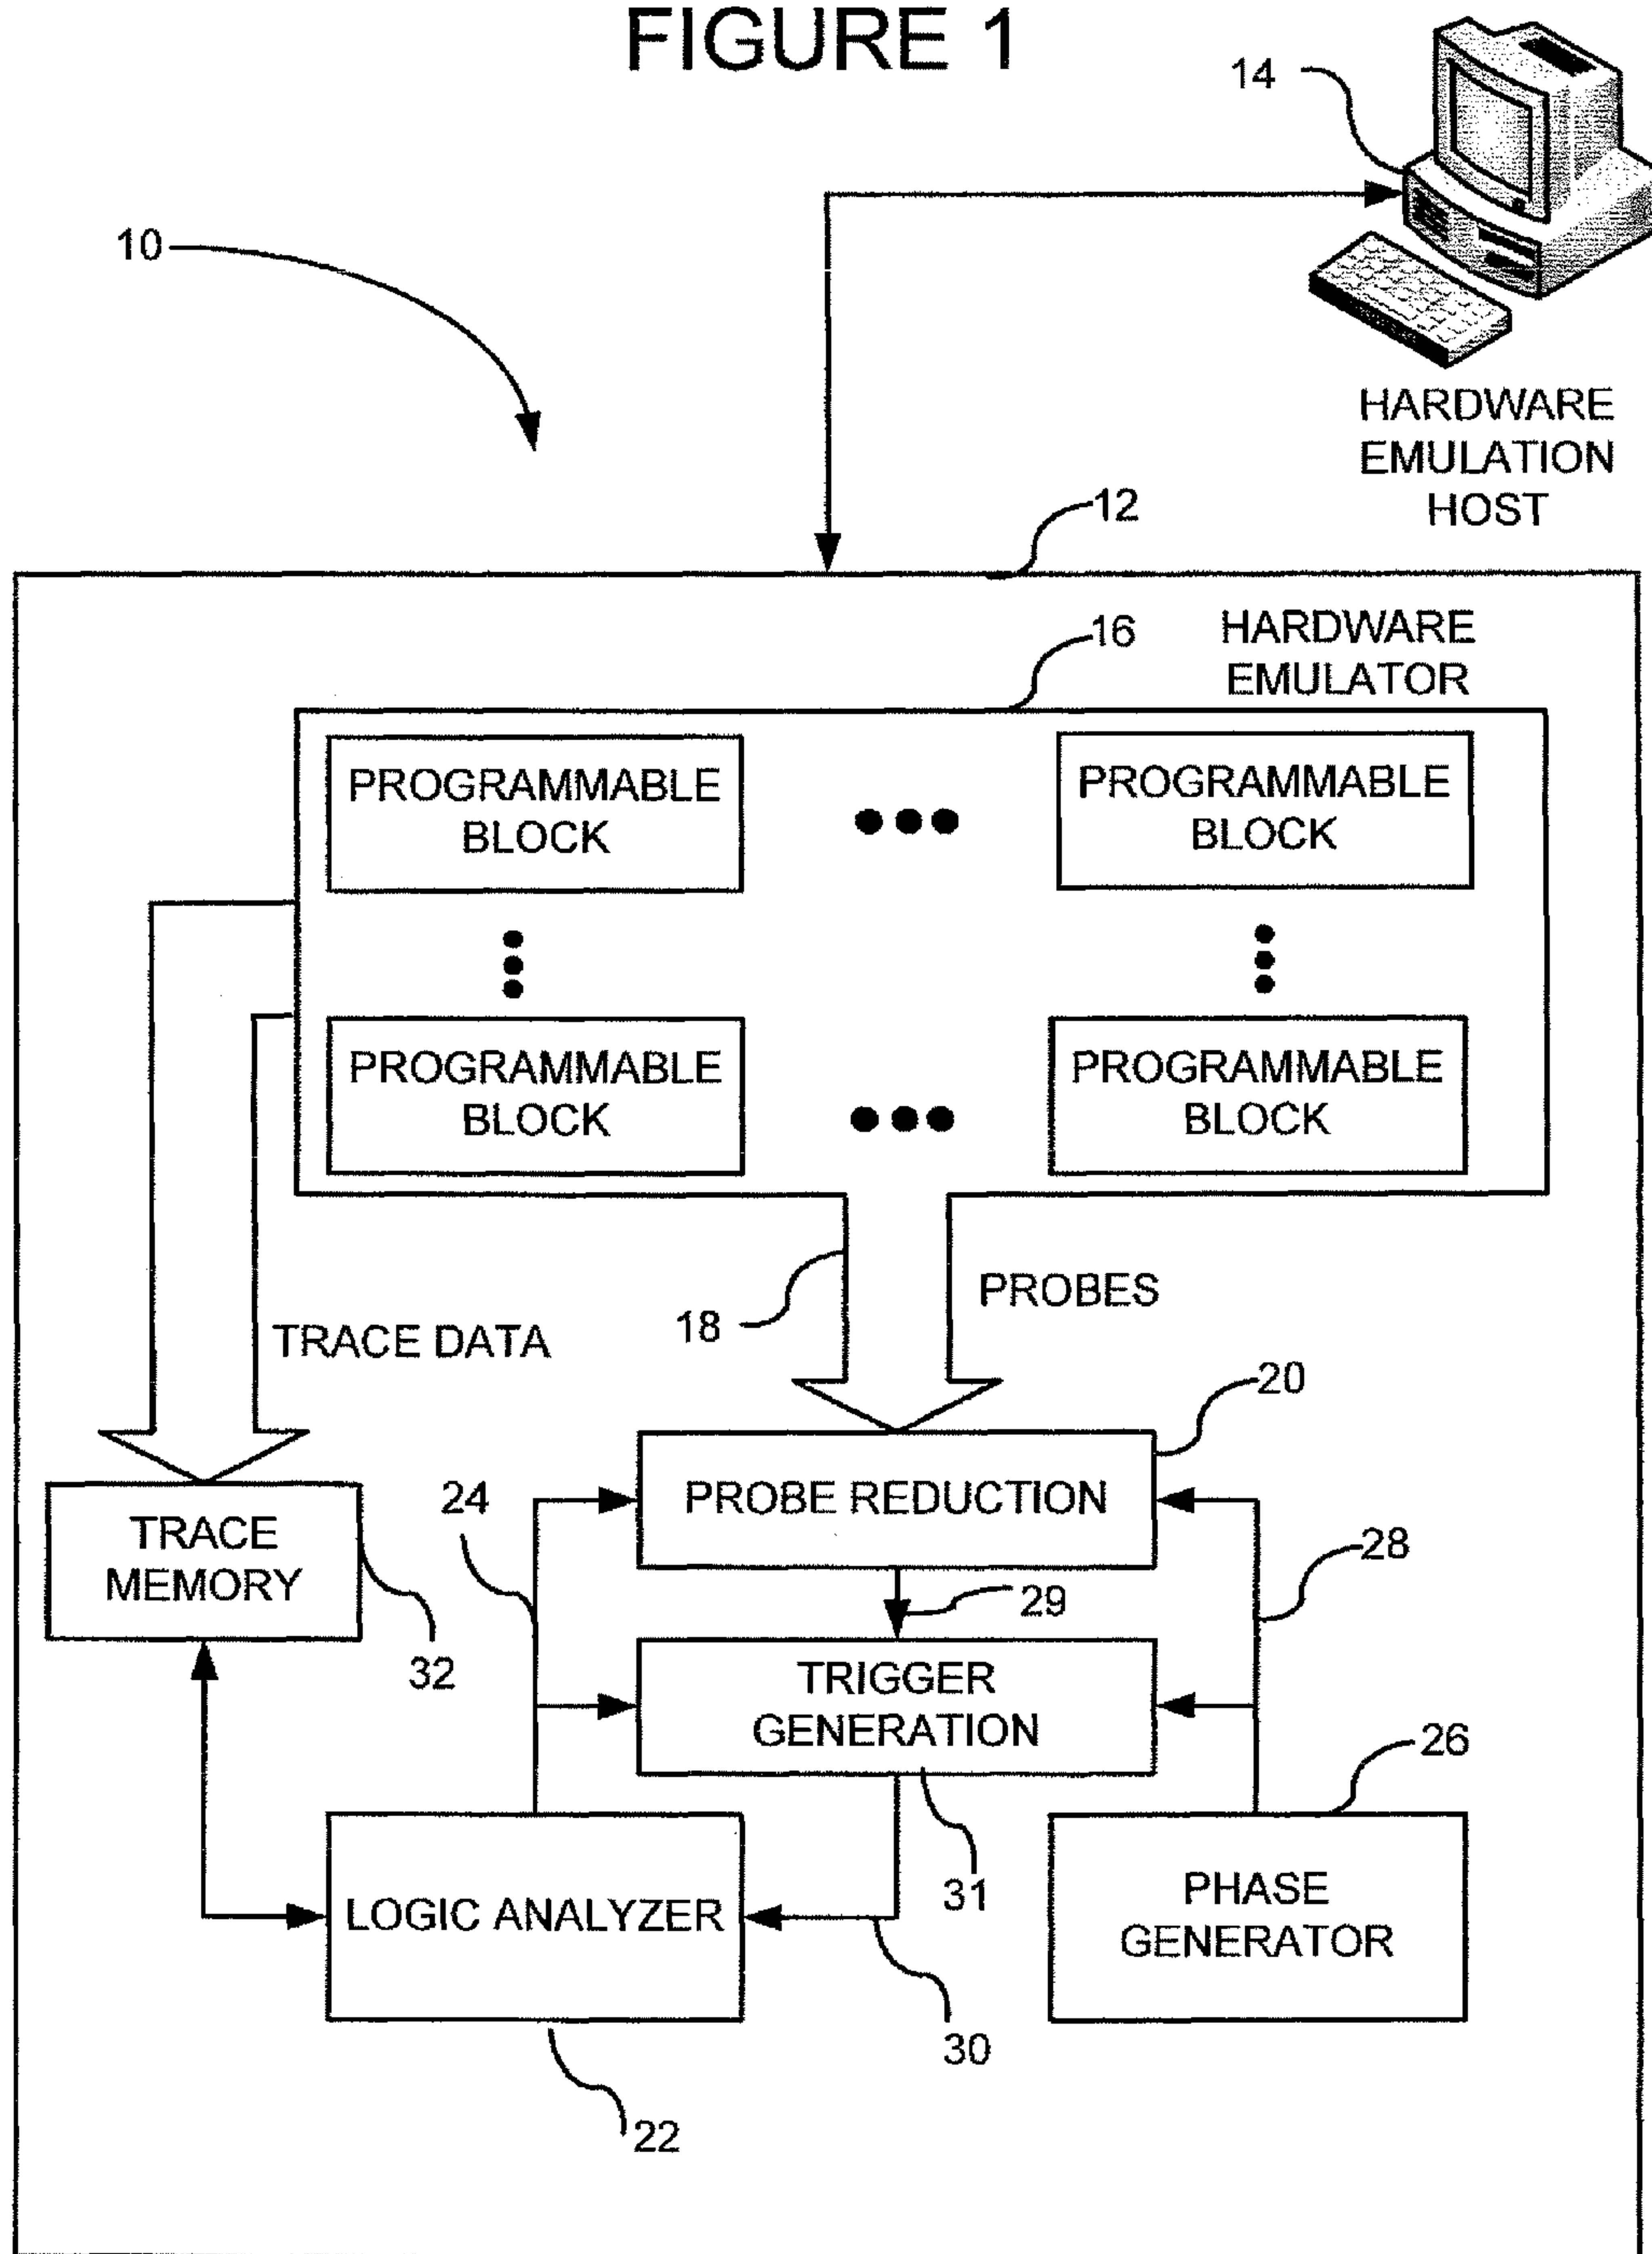 FIGURE 1
14
10
HARDWARE
EMULATION
HOST
12
16
HARDWARE
EMULATOR
PROGRAMMABLE
BLOCK
PROGRAMMABLE
BLOCK
PROGRAMMABLE
BLOCK
PROGRAMMABLE
BLOCK
18
PROBES
TRACE DATA
20
PROBE REDUCTION
24
TRACE
MEMORY
28
29
32
TRIGGER
GENERATION
26
31
LOGIC ANALYZER
PHASE
GENERATOR
30
22